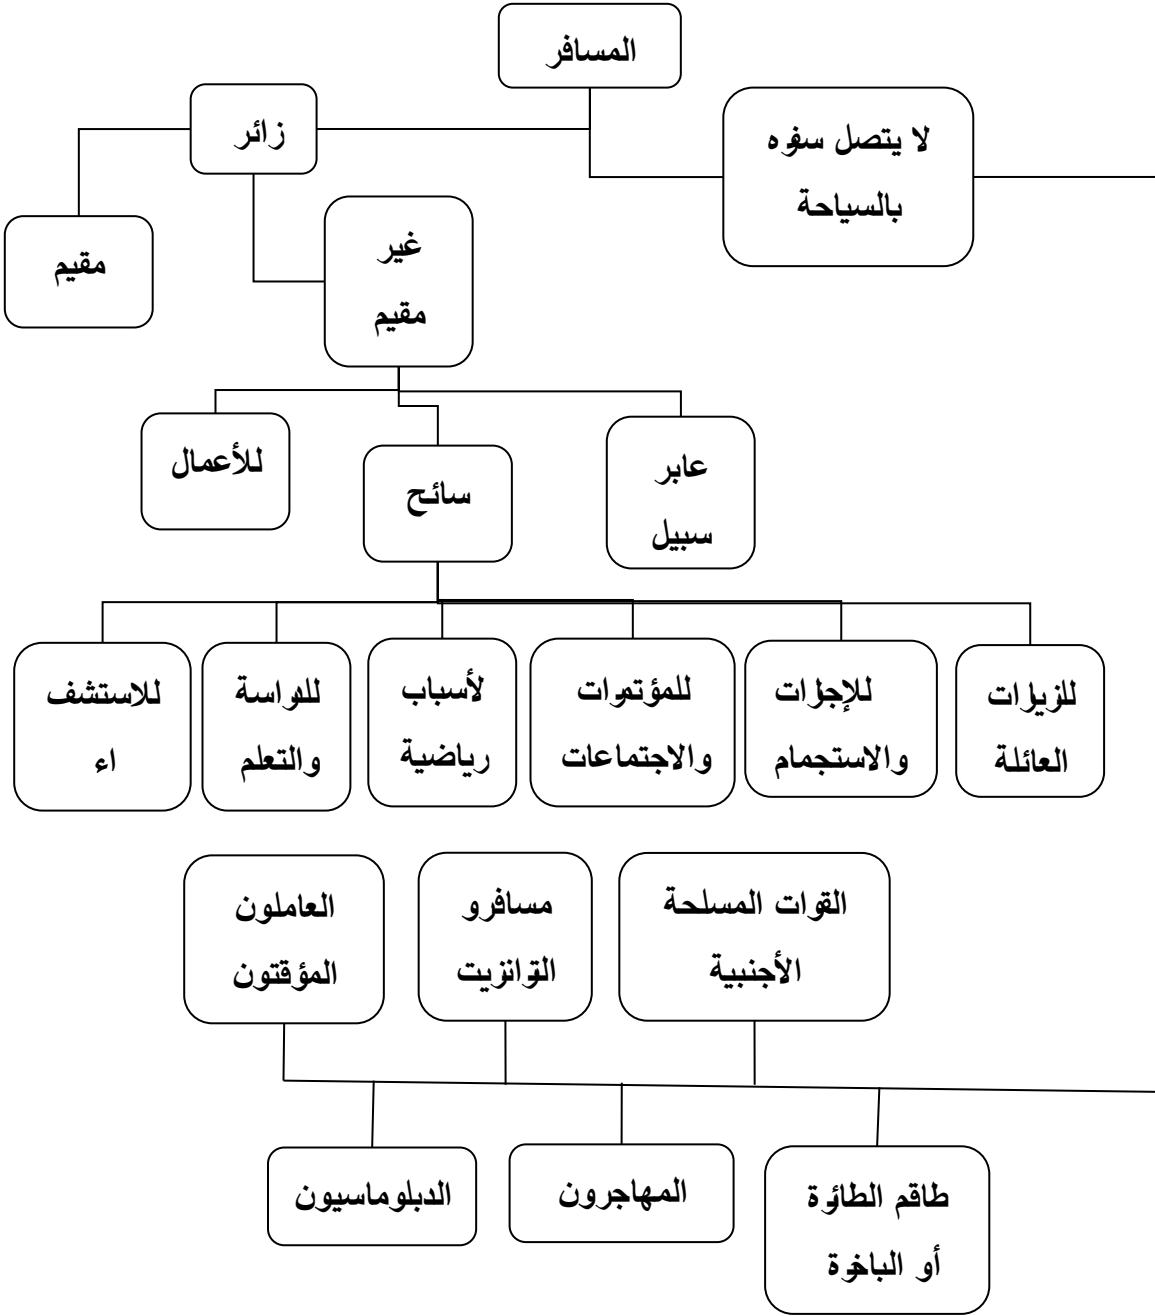 المسافر
زائر
لا يتصل سفره
بالسياحة
مقيم
غير
مقيم
عابر
سبيل
سائح
للأعمال
للزيارات
العائلة
للإجازات
والاستجمام
للمؤتمرات
والاجتماعات
لأسباب
رياضية
للدراسة
والتعلم
للاستشف
اء
القوات المسلحة
الأجنبية
مسافرو
الترانزيت
العاملون
المؤقتون
طاقم الطائرة
أو الباخرة
المهاجرون
الدبلوماسيون